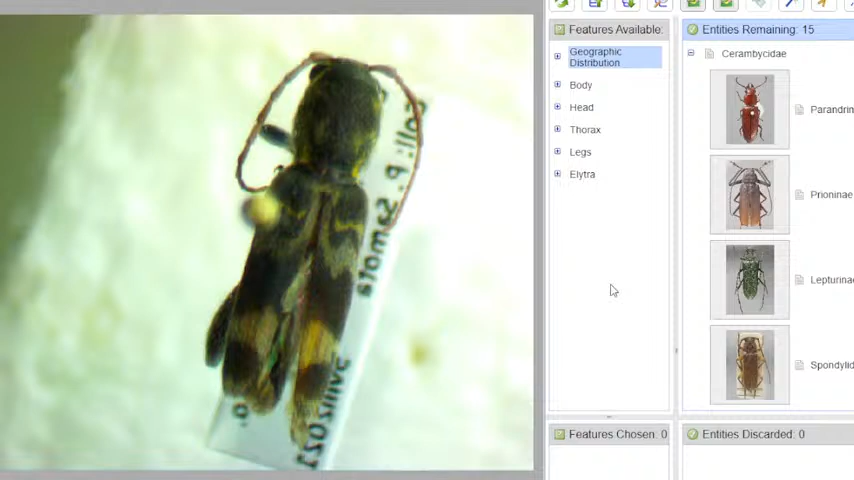 Features Available:
Entities Remaining: 15
Geographic
Distribution
Body
Head
Thorax
Legs
Elytra
Cerambycidae
Parandrin
Prioninae
Lepturinae
Spondylid
Features Chosen: 0
Entities Discarded: 0